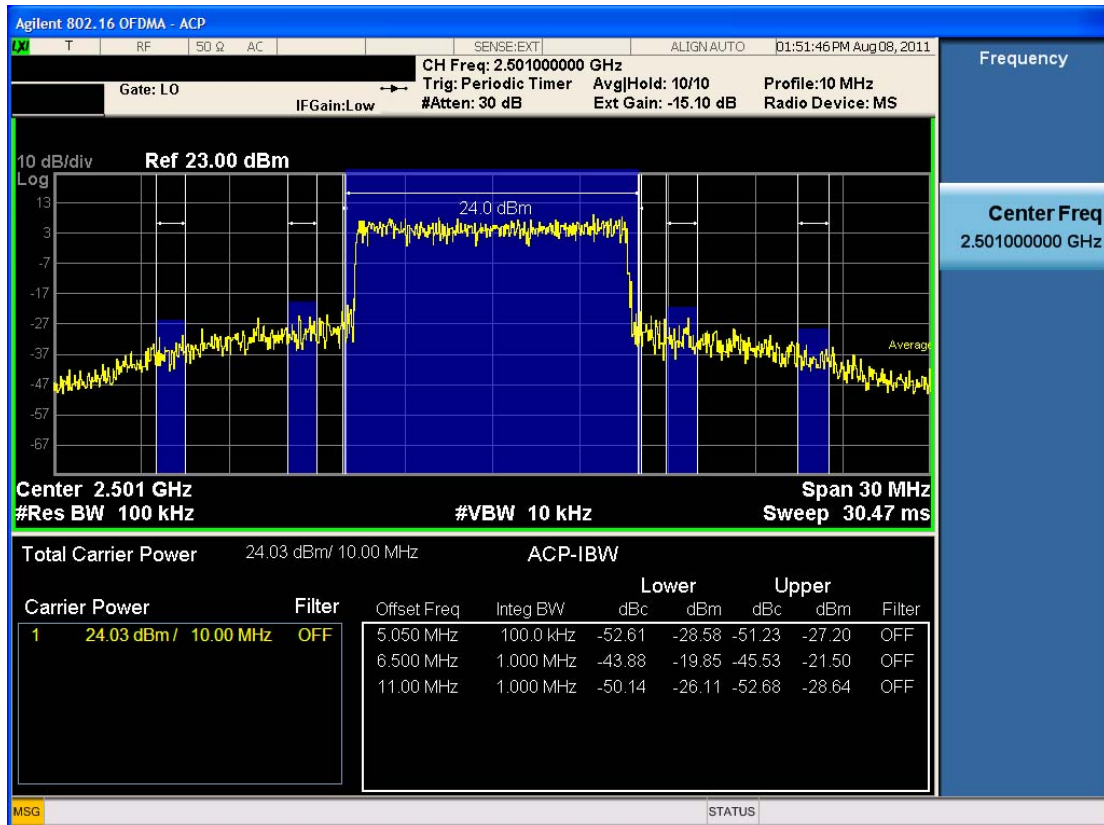 Agilent 802.16 OFDMA - ACP
LXI T RF 50 Ω AC SENSE:EXT ALIGN AUTO 01:51:46 PM Aug 08, 2011
CH Freq: 2.501000000 GHz
Gate: LO Trig: Periodic Timer Avg|Hold: 10/10 Profile:10 MHz
IFGain:Low #Atten: 30 dB Ext Gain: -15.10 dB Radio Device: MS
Frequency
Center Freq
2.501000000 GHz
10 dB/div Ref 23.00 dBm
Log
13
3
-7
-17
-27
-37
-47
-57
-67
24.0 dBm
Average
Center 2.501 GHz Span 30 MHz
#Res BW 100 kHz #VBW 10 kHz Sweep 30.47 ms
Total Carrier Power 24.03 dBm/ 10.00 MHz ACP-IBW
Lower Upper
Carrier Power Filter Offset Freq Integ BW dBc dBm dBc dBm Filter
1 24.03 dBm / 10.00 MHz OFF 5.050 MHz 100.0 kHz -52.61 -28.58 -51.23 -27.20 OFF
6.500 MHz 1.000 MHz -43.88 -19.85 -45.53 -21.50 OFF
11.00 MHz 1.000 MHz -50.14 -26.11 -52.68 -28.64 OFF
MSG STATUS